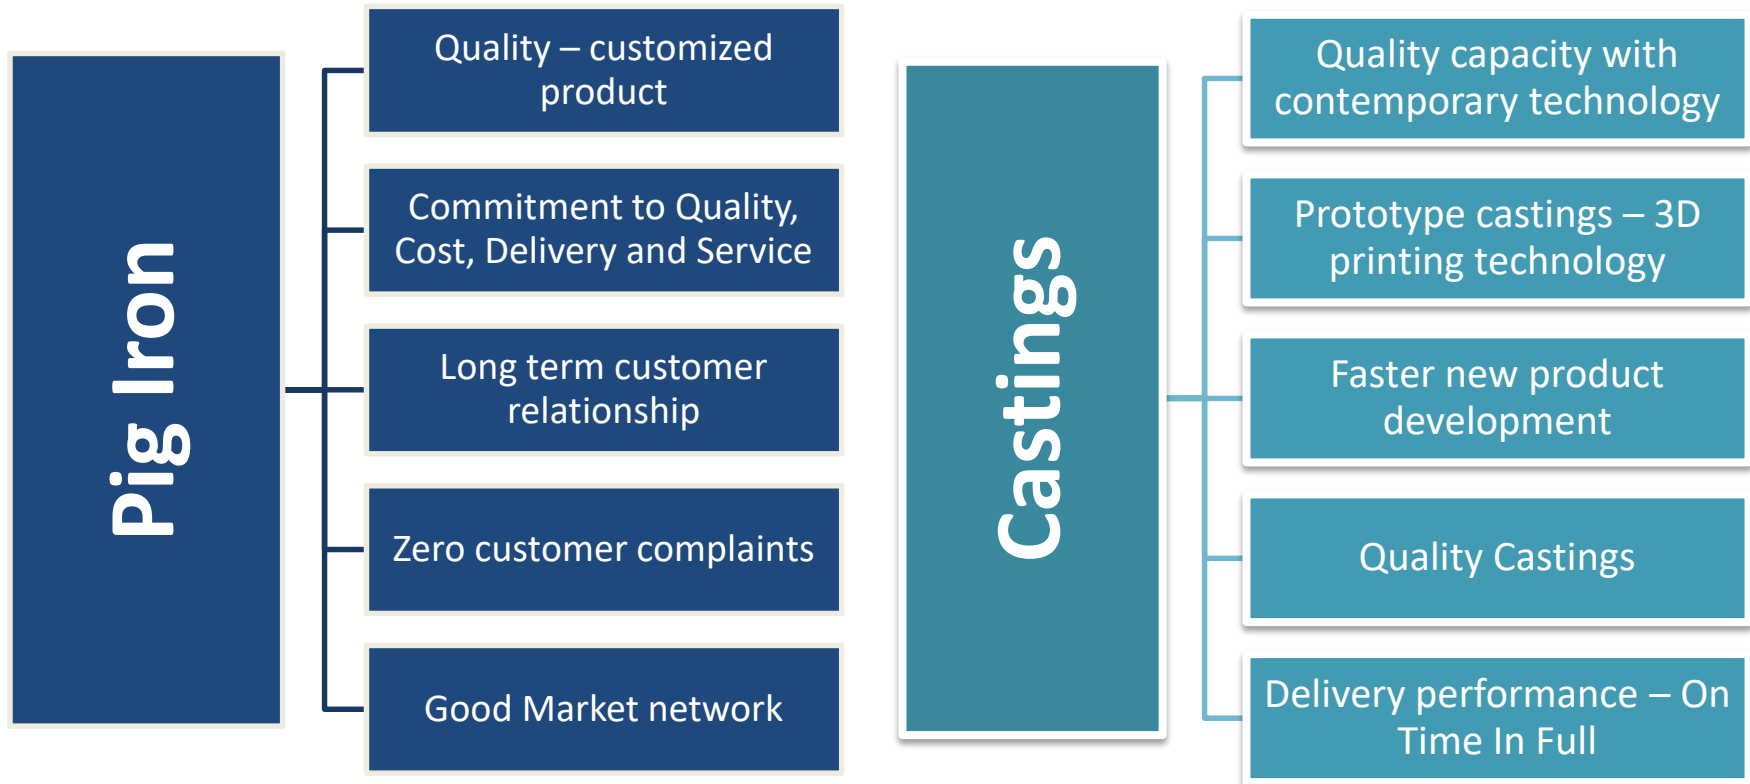 Pig Iron
Quality – customized
product
Commitment to Quality,
Cost, Delivery and Service
Long term customer
relationship
Zero customer complaints
Good Market network
Castings
Quality capacity with
contemporary technology
Prototype castings – 3D
printing technology
Faster new product
development
Quality Castings
Delivery performance – On
Time In Full